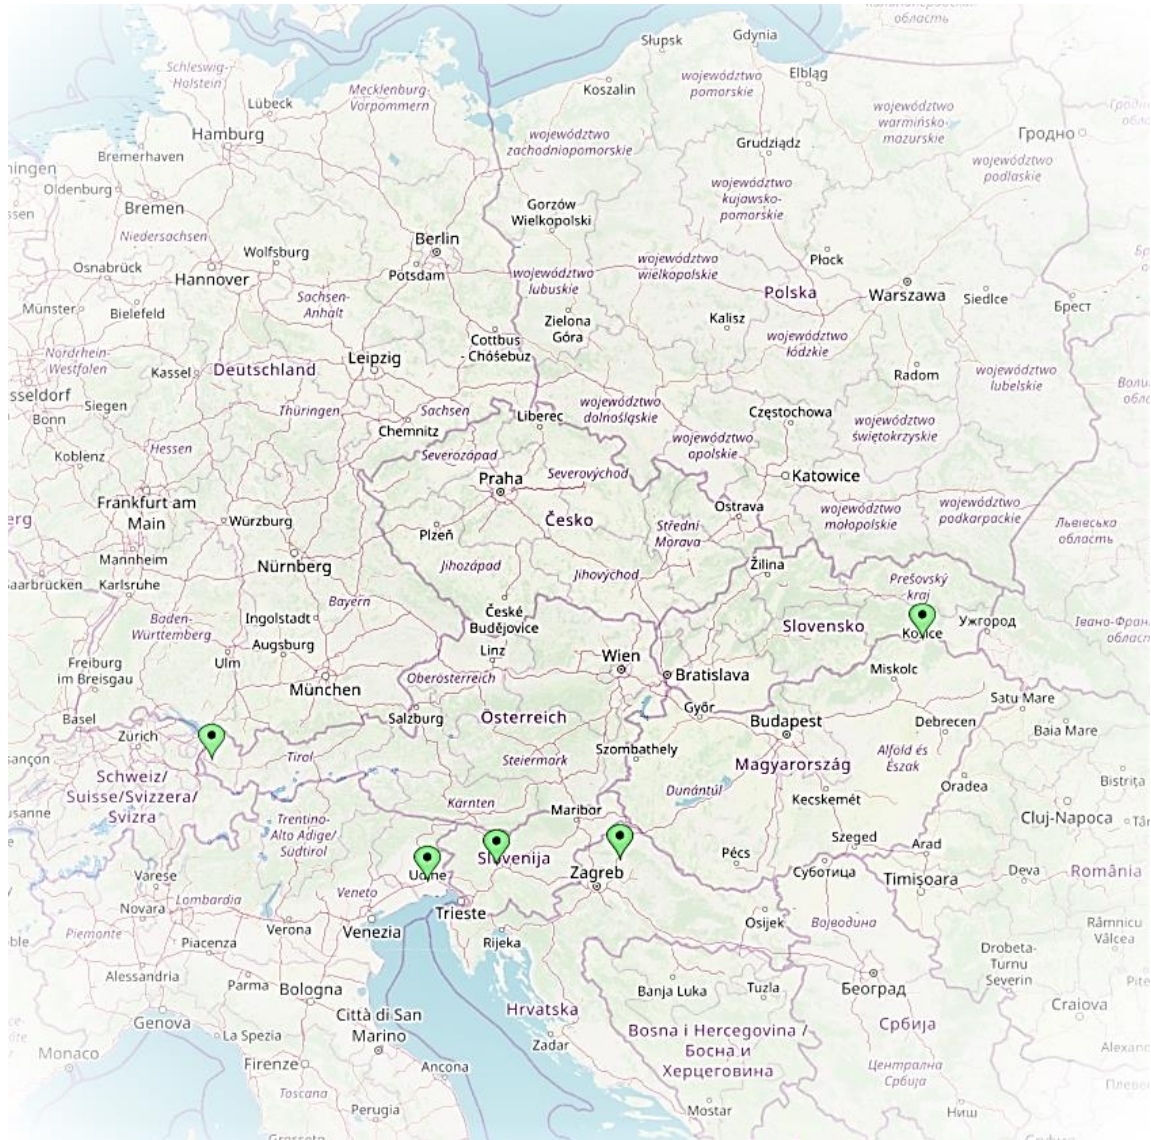 область
Słupsk
Gdynia
Schleswig-
Holstein
Elbląg
województwo
pomorskie
Koszalin
Mecklenburg-
Vorpommern
Lübeck
województwo
warmińsko-
mazurskie
Hamburg
województwo
zachodniopomorskie
Grudziądz
Гродно
Bremerhaven
województwo
podlaskie
Oldenburg
województwo
kujawsko-
pomorskie
Bremen
Gorzów
Wielkopolski
Niedersachsen
Berlin
Wolfsburg
Płock
Osnabrück
Hannover
Potsdam
województwo
lubuskie
województwo
wielkopolskie
Polska
Warszawa
Siedlce
Sachsen-
Anhalt
Брест
Münster
Bielefeld
Zielona
Góra
Kalisz
Cottbus
Chóśebuz
województwo
łódzkie
Nordrhein-
Westfalen
Leipzig
Kassel
Deutschland
Radom
województwo
lubelskie
sseldorf
Siegen
Bonn
Thüringen
Sachsen
Liberec
województwo
dolnośląskie
Częstochowa
województwo
świętokrzyskie
Chemnitz
województwo
opolskie
Hessen
Koblenz
Severozápad
Praha
Severovýchod
Katowice
Frankfurt am
Main
Würzburg
Česko
Ostrava
województwo
małopolskie
województwo
podkarpackie
Львівська
область
Plzeň
Střední
Morava
Mannheim
Nürnberg
Jihozápad
Jihovýchod
Žilina
Prešovský
kraj
aarbrücken
Karlsruhe
Bayern
Baden-
Württemberg
Ingolstadt
České
Budějovice
Slovensko
Košice
Ужгород
Augsburg
Linz
Ulm
Wien
Freiburg
im Breisgau
München
Oberösterreich
Bratislava
Miskolc
Satu Mare
Basel
Salzburg
Österreich
Győr
Budapest
Debrecen
Baia Mare
Zürich
Tirol
Steiermark
Szombathely
Alföld és
Észak
Schweiz/
Suisse/Svizzera/
Svizra
Magyarország
Bistrița
Oradea
Kärnten
Dunántúl
Kecskemét
Maribor
Cluj-Napoca
Trentino-
Alto Adige/
Südtirol
Szeged
Arad
Slovenija
Pécs
Udine
Zagreb
Суботица
Timișoara
Deva
România
Varese
Veneto
Lombardia
Novara
Trieste
Verona
Venezia
Osijek
Војводина
Râmnicu
Vâlcea
Piemonte
Piacenza
Rijeka
Drobeta-
Turnu
Severin
Alessandria
Parma
Bologna
Banja Luka
Tuzla
Београд
Craiova
Genova
Città di San
Marino
Hrvatska
La Spezia
Bosna i Hercegovina /
Босна и
Херцеговина
Србија
Monaco
Firenze
Zadar
Ancona
Централна
Србија
Toscana
Perugia
Mostar
Ниш